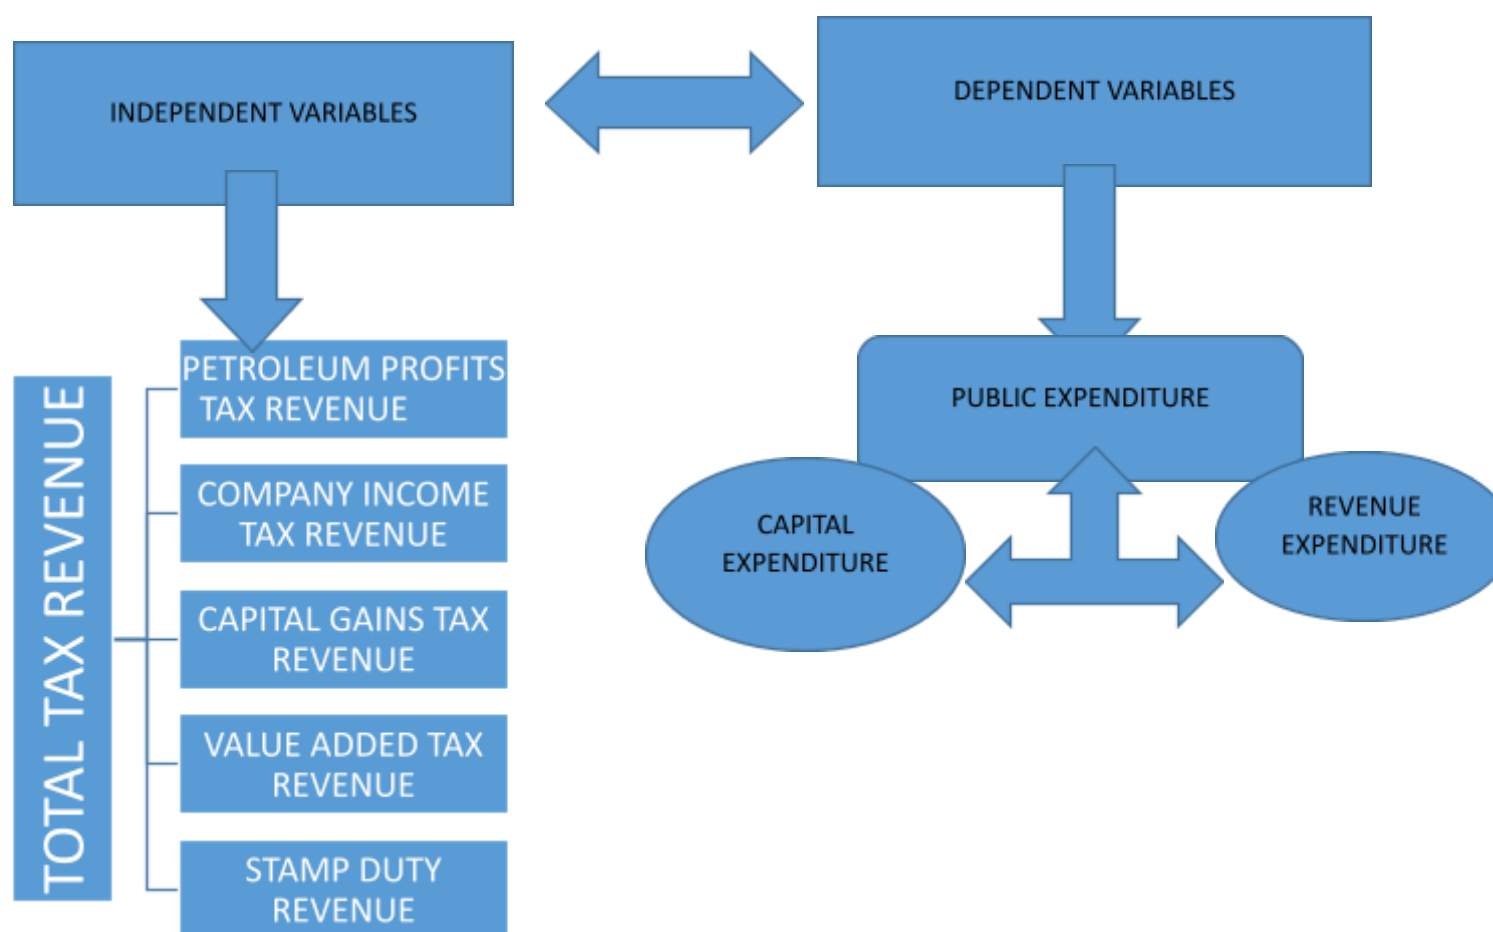 INDEPENDENT VARIABLES
DEPENDENT VARIABLES
TOTAL TAX REVENUE
PETROLEUM PROFITS
TAX REVENUE
COMPANY INCOME
TAX REVENUE
CAPITAL GAINS TAX
REVENUE
VALUE ADDED TAX
REVENUE
STAMP DUTY
REVENUE
PUBLIC EXPENDITURE
CAPITAL
EXPENDITURE
REVENUE
EXPENDITURE